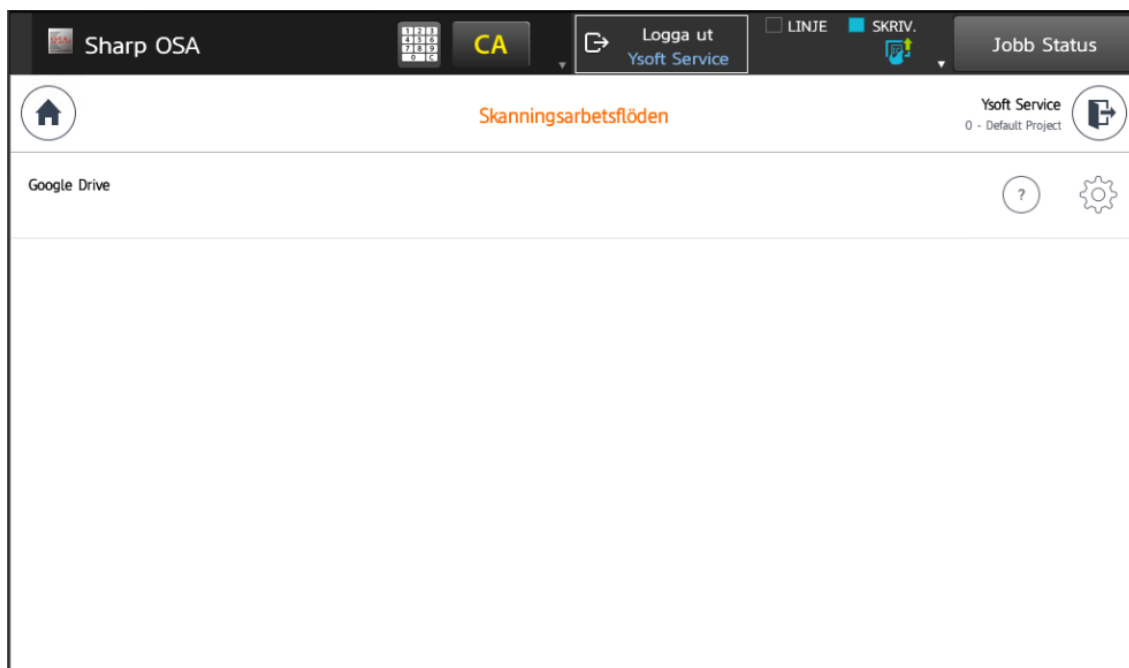 Sharp OSA
CA
Logga ut
Ysoft Service
LINJE
SKRIV.
Jobb Status
Skanningsarbetsflöden
Ysoft Service
0 - Default Project
Google Drive
?